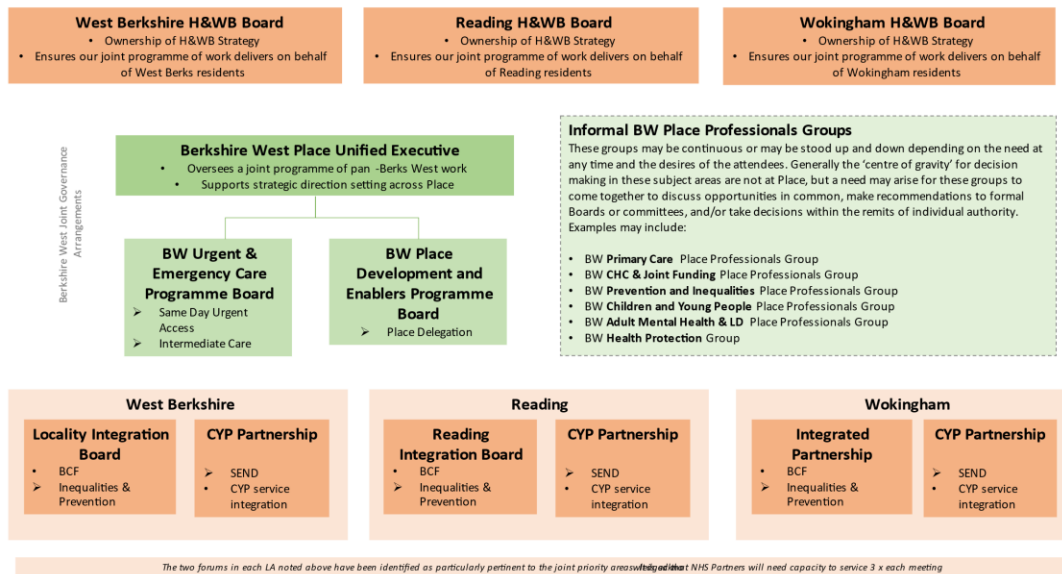 West Berkshire H&WB Board
• Ownership of H&WB Strategy
• Ensures our joint programme of work delivers on behalf
of West Berks residents
Reading H&WB Board
• Ownership of H&WB Strategy
• Ensures our joint programme of work delivers on behalf
of Reading residents
Wokingham H&WB Board
• Ownership of H&WB Strategy
• Ensures our joint programme of work delivers on behalf
of Wokingham residents
Berkshire West Joint Governance
Arrangements
Berkshire West Place Unified Executive
• Oversees a joint programme of pan -Berks West work
• Supports strategic direction setting across Place
BW Urgent &
Emergency Care
Programme Board
➢ Same Day Urgent
Access
➢ Intermediate Care
BW Place
Development and
Enablers Programme
Board
➢ Place Delegation
Informal BW Place Professionals Groups
These groups may be continuous or may be stood up and down depending on the need at
any time and the desires of the attendees. Generally the ‘centre of gravity’ for decision
making in these subject areas are not at Place, but a need may arise for these groups to
come together to discuss opportunities in common, make recommendations to formal
Boards or committees, and/or take decisions within the remits of individual authority.
Examples may include:
• BW Primary Care Place Professionals Group
• BW CHC & Joint Funding Place Professionals Group
• BW Prevention and Inequalities Place Professionals Group
• BW Children and Young People Place Professionals Group
• BW Adult Mental Health & LD Place Professionals Group
• BW Health Protection Group
West Berkshire
Locality Integration
Board
• BCF
➢ Inequalities &
Prevention
CYP Partnership
➢ SEND
• CYP service
integration
Reading
Reading
Integration Board
• BCF
➢ Inequalities &
Prevention
CYP Partnership
➢ SEND
• CYP service
integration
Wokingham
Integrated
Partnership
• BCF
➢ Inequalities &
Prevention
CYP Partnership
➢ SEND
• CYP service
integration
The two forums in each LA noted above have been identified as particularly pertinent to the joint priority areas that NHS Partners will need capacity to service 3 x each meeting